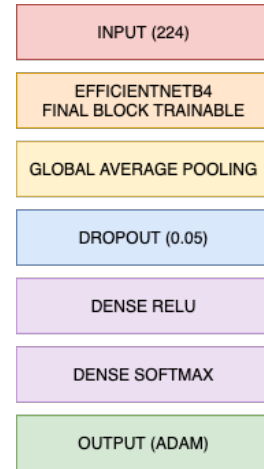 INPUT (224)
EFFICIENTNETB4
FINAL BLOCK TRAINABLE
GLOBAL AVERAGE POOLING
DROPOUT (0.05)
DENSE RELU
DENSE SOFTMAX
OUTPUT (ADAM)